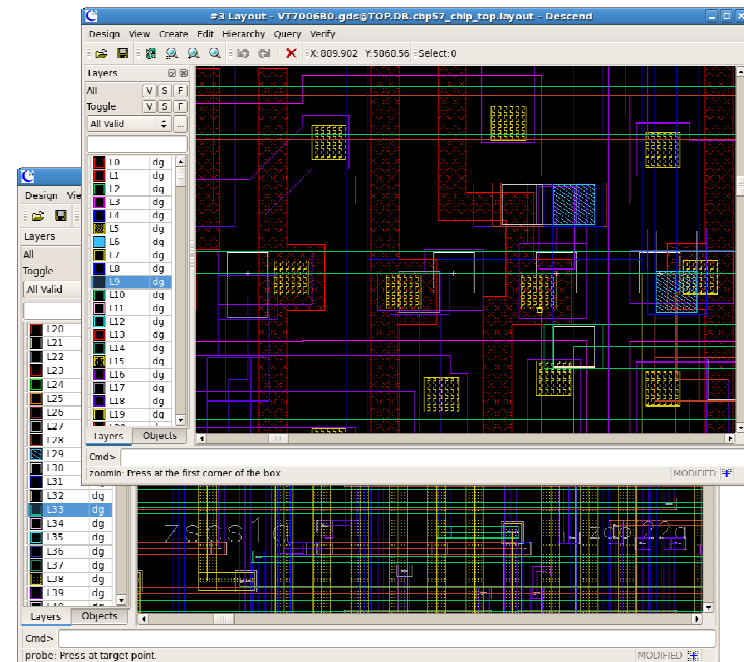 #3 Layout - VT7006B0.gds@TOP.DB.cbp57_chip_top.layout - Descend
Design View Create Edit Hierarchy Query Verify
X:889.902 Y:5868.56 Select:0
Layers
All V S F
Toggle V S F
All Valid ...
L0 dg
L1 dg
L2 dg
L3 dg
L4 dg
L5 dg
L6 dg
L7 dg
L8 dg
L9 dg
L10 dg
L11 dg
L12 dg
L13 dg
L14 dg
L15 dg
L16 dg
L17 dg
L18 dg
L19 dg
Layers Objects
Cmd>
zoomin: Press at the first corner of the box
MODIFIED
Design
Layers
All
Toggle
All Valid
L20
L21
L22
L23
L24
L25
L26
L27
L28
L29
L30
L31
L32 dg
L33 dg
L34 dg
L35 dg
L36 dg
L37 dg
L38 dg
L39 dg
Layers Objects
Cmd>
probe: Press at target point.
MODIFIED